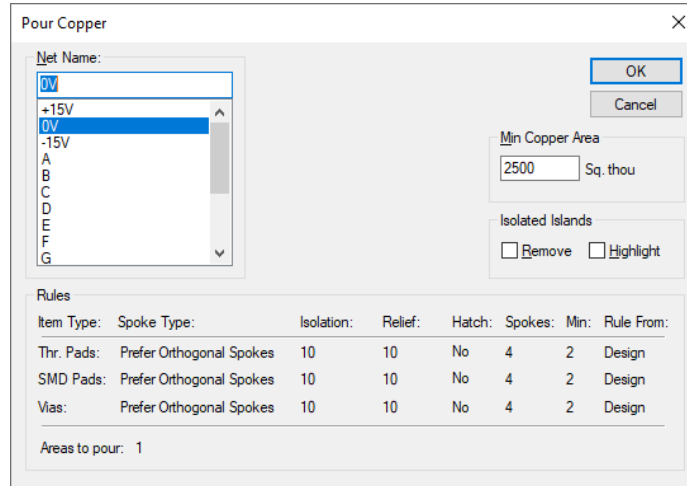 Pour Copper
Net Name:
0V
+15V
0V
-15V
A
B
C
D
E
F
G
OK
Cancel
Min Copper Area
2500 Sq. thou
Isolated Islands
Remove Highlight
Rules
Item Type: Spoke Type: Isolation: Relief: Hatch: Spokes: Min: Rule From:
Thr. Pads: Prefer Orthogonal Spokes 10 10 No 4 2 Design
SMD Pads: Prefer Orthogonal Spokes 10 10 No 4 2 Design
Vias: Prefer Orthogonal Spokes 10 10 No 4 2 Design
Areas to pour: 1